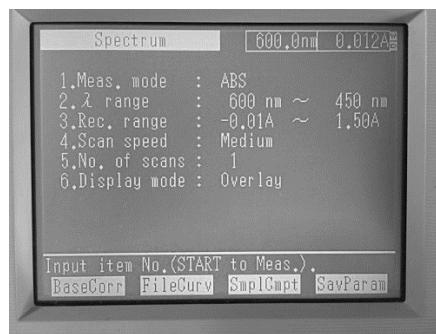 Spectrum 600.0nm 0.012A
1.Meas. mode : ABS
2.λ range : 600 nm ~ 450 nm
3.Rec. range : -0.01A ~ 1.50A
4.Scan speed : Medium
5.No. of scans : 1
6.Display mode : Overlay
Input item No.(START to Meas.).
BaseCorr FileCurv SmplCmpt SavParam